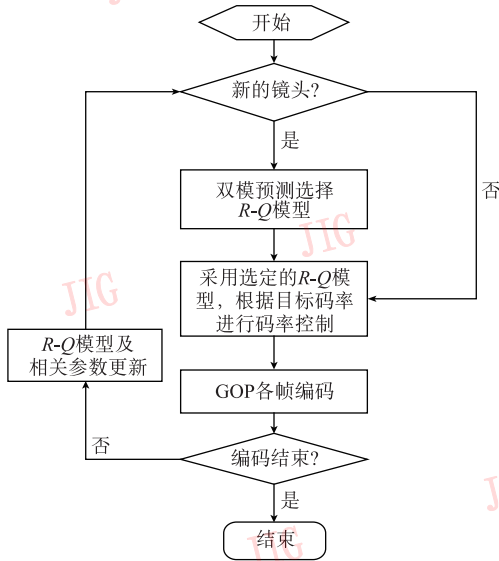 开始
新的镜头?
是
否
双模预测选择
R-Q模型
JIG
采用选定的R-Q模
型，根据目标码率
进行码率控制
JIG
R-Q模型及
相关参数更新
GOP各帧编码
否
编码结束?
是
结束
JIG